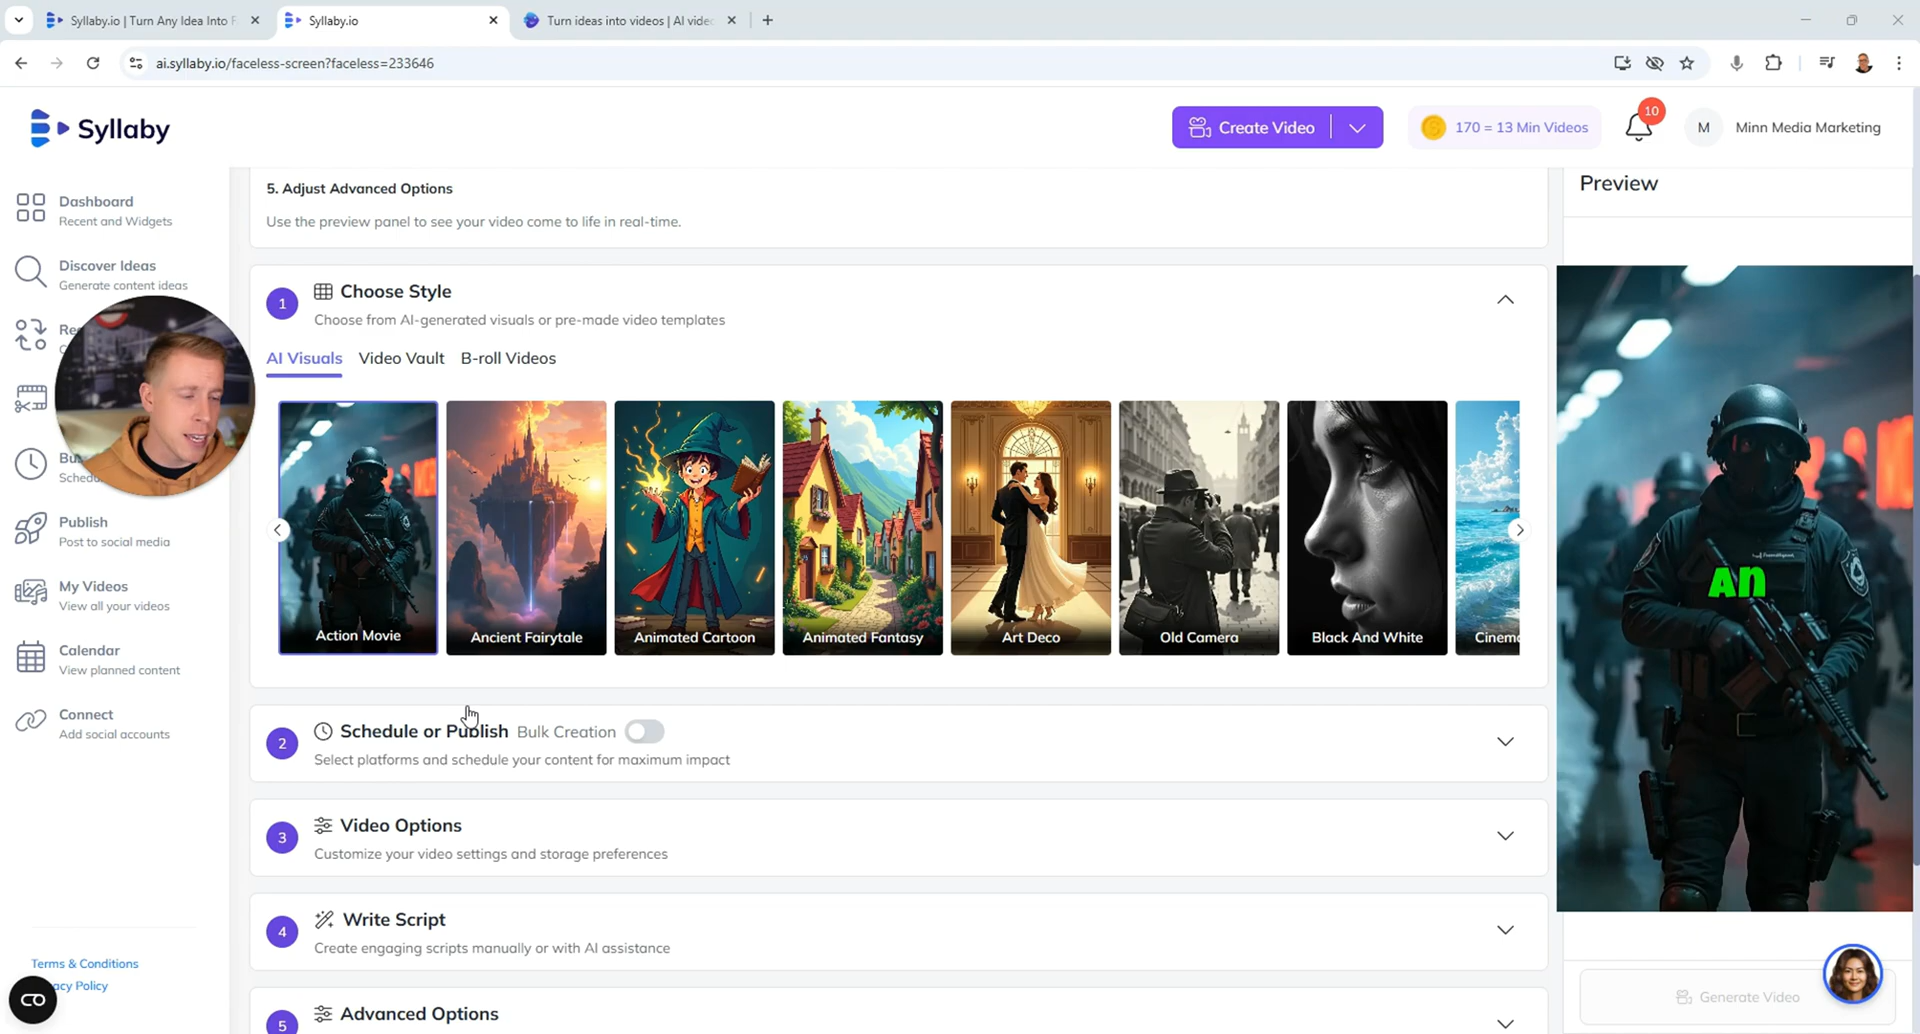 Syllaby.io | Turn Any Idea Into F
Syllaby.io
Turn ideas into videos | AI video
ai.syllaby.io/faceless-screen?faceless=233646
Syllaby
Create Video
170 = 13 Min Videos
10
M
Minn Media Marketing
Dashboard
Recent and Widgets
Discover Ideas
Generate content ideas
Re
Bu
Schedu
Publish
Post to social media
My Videos
View all your videos
Calendar
View planned content
Connect
Add social accounts
Terms & Conditions
acy Policy
5. Adjust Advanced Options
Use the preview panel to see your video come to life in real-time.
1
Choose Style
Choose from AI-generated visuals or pre-made video templates
AI Visuals
Video Vault
B-roll Videos
Action Movie
Ancient Fairytale
Animated Cartoon
Animated Fantasy
Art Deco
Old Camera
Black And White
Cinema
2
Schedule or Publish
Bulk Creation
Select platforms and schedule your content for maximum impact
3
Video Options
Customize your video settings and storage preferences
4
Write Script
Create engaging scripts manually or with AI assistance
5
Advanced Options
Preview
AN
Generate Video